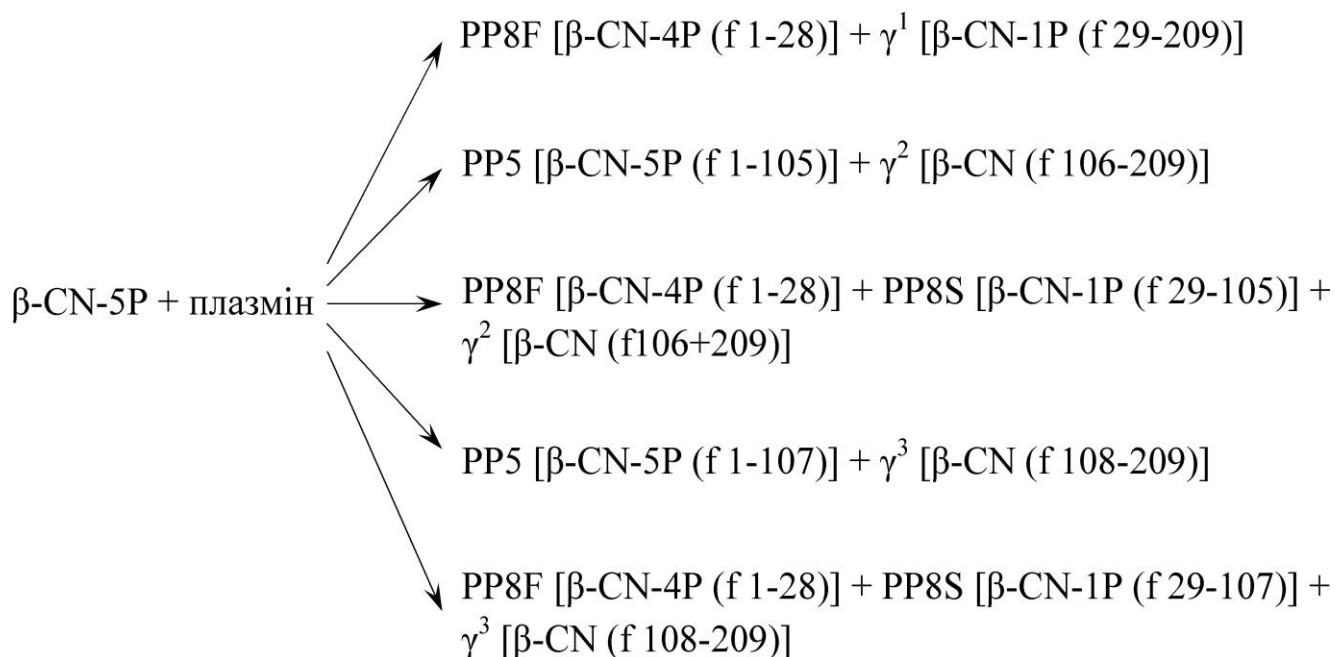 PP8F [β-CN-4P (f 1-28)] + γ¹ [β-CN-1P (f 29-209)]
PP5 [β-CN-5P (f 1-105)] + γ² [β-CN (f 106-209)]
β-CN-5P + плазмін
PP8F [β-CN-4P (f 1-28)] + PP8S [β-CN-1P (f 29-105)] +
γ² [β-CN (f106+209)]
PP5 [β-CN-5P (f 1-107)] + γ³ [β-CN (f 108-209)]
PP8F [β-CN-4P (f 1-28)] + PP8S [β-CN-1P (f 29-107)] +
γ³ [β-CN (f 108-209)]